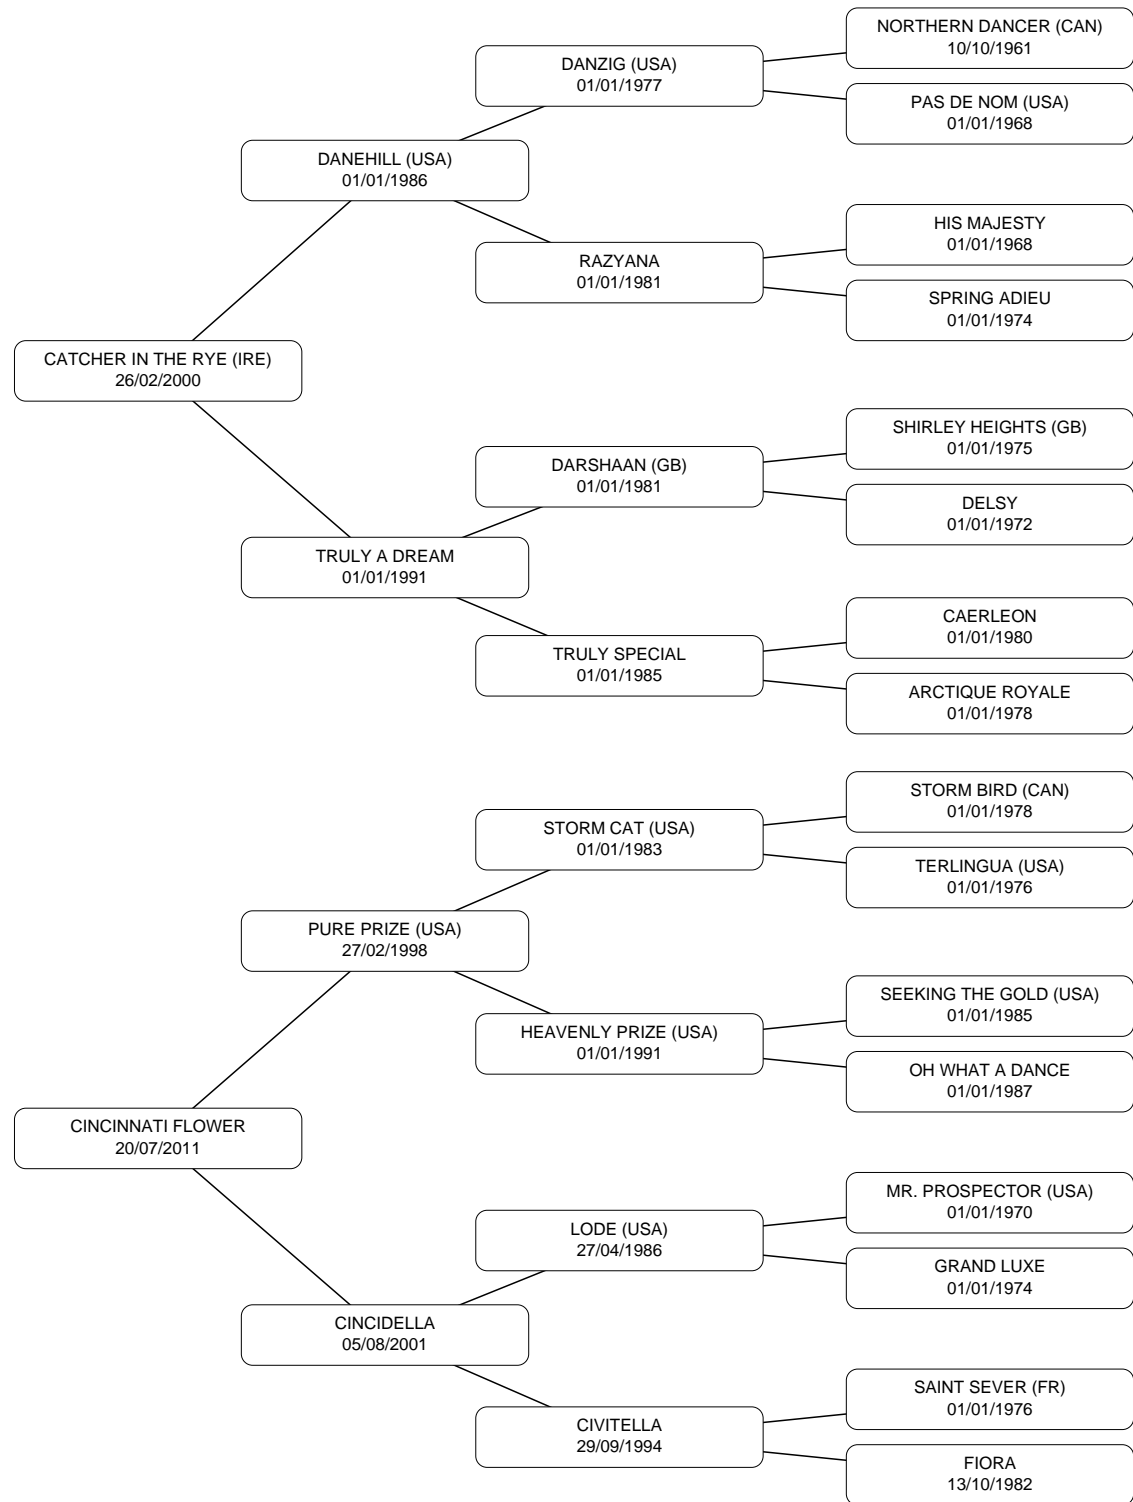 NORTHERN DANCER (CAN)
10/10/1961
DANZIG (USA)
01/01/1977
PAS DE NOM (USA)
01/01/1968
DANEHILL (USA)
01/01/1986
HIS MAJESTY
01/01/1968
RAZYANA
01/01/1981
SPRING ADIEU
01/01/1974
CATCHER IN THE RYE (IRE)
26/02/2000
SHIRLEY HEIGHTS (GB)
01/01/1975
DARSHAAN (GB)
01/01/1981
DELSY
01/01/1972
TRULY A DREAM
01/01/1991
CAERLEON
01/01/1980
TRULY SPECIAL
01/01/1985
ARCTIQUE ROYALE
01/01/1978
STORM BIRD (CAN)
01/01/1978
STORM CAT (USA)
01/01/1983
TERLINGUA (USA)
01/01/1976
PURE PRIZE (USA)
27/02/1998
SEEKING THE GOLD (USA)
01/01/1985
HEAVENLY PRIZE (USA)
01/01/1991
OH WHAT A DANCE
01/01/1987
CINCINNATI FLOWER
20/07/2011
MR. PROSPECTOR (USA)
01/01/1970
LODE (USA)
27/04/1986
GRAND LUXE
01/01/1974
CINCIDELLA
05/08/2001
SAINT SEVER (FR)
01/01/1976
CIVITELLA
29/09/1994
FIORA
13/10/1982